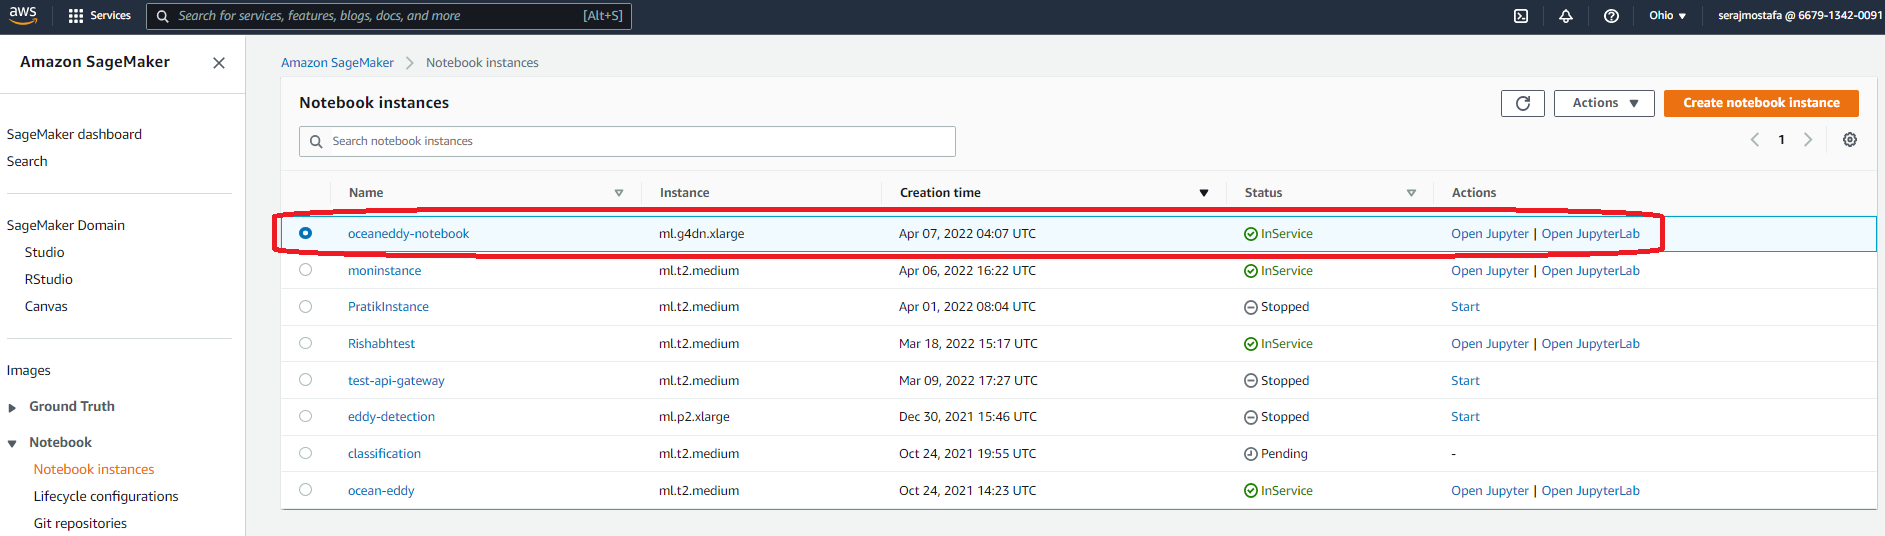 aws Services Search for services, features, blogs, docs, and more [Alt+S] Ohio serajmostafa @ 6679-1342-0091
Amazon SageMaker
SageMaker dashboard
Search
SageMaker Domain
Studio
RStudio
Canvas
Images
Ground Truth
Notebook
Notebook instances
Lifecycle configurations
Git repositories
Amazon SageMaker Notebook instances
Notebook instances Actions Create notebook instance
Search notebook instances 1
Name Instance Creation time Status Actions
oceaneddy-notebook ml.g4dn.xlarge Apr 07, 2022 04:07 UTC InService Open Jupyter | Open JupyterLab
moninstance ml.t2.medium Apr 06, 2022 16:22 UTC InService Open Jupyter | Open JupyterLab
PratikInstance ml.t2.medium Apr 01, 2022 08:04 UTC Stopped Start
Rishabhtest ml.t2.medium Mar 18, 2022 15:17 UTC InService Open Jupyter | Open JupyterLab
test-api-gateway ml.t2.medium Mar 09, 2022 17:27 UTC Stopped Start
eddy-detection ml.p2.xlarge Dec 30, 2021 15:46 UTC Stopped Start
classification ml.t2.medium Oct 24, 2021 19:55 UTC Pending -
ocean-eddy ml.t2.medium Oct 24, 2021 14:23 UTC InService Open Jupyter | Open JupyterLab